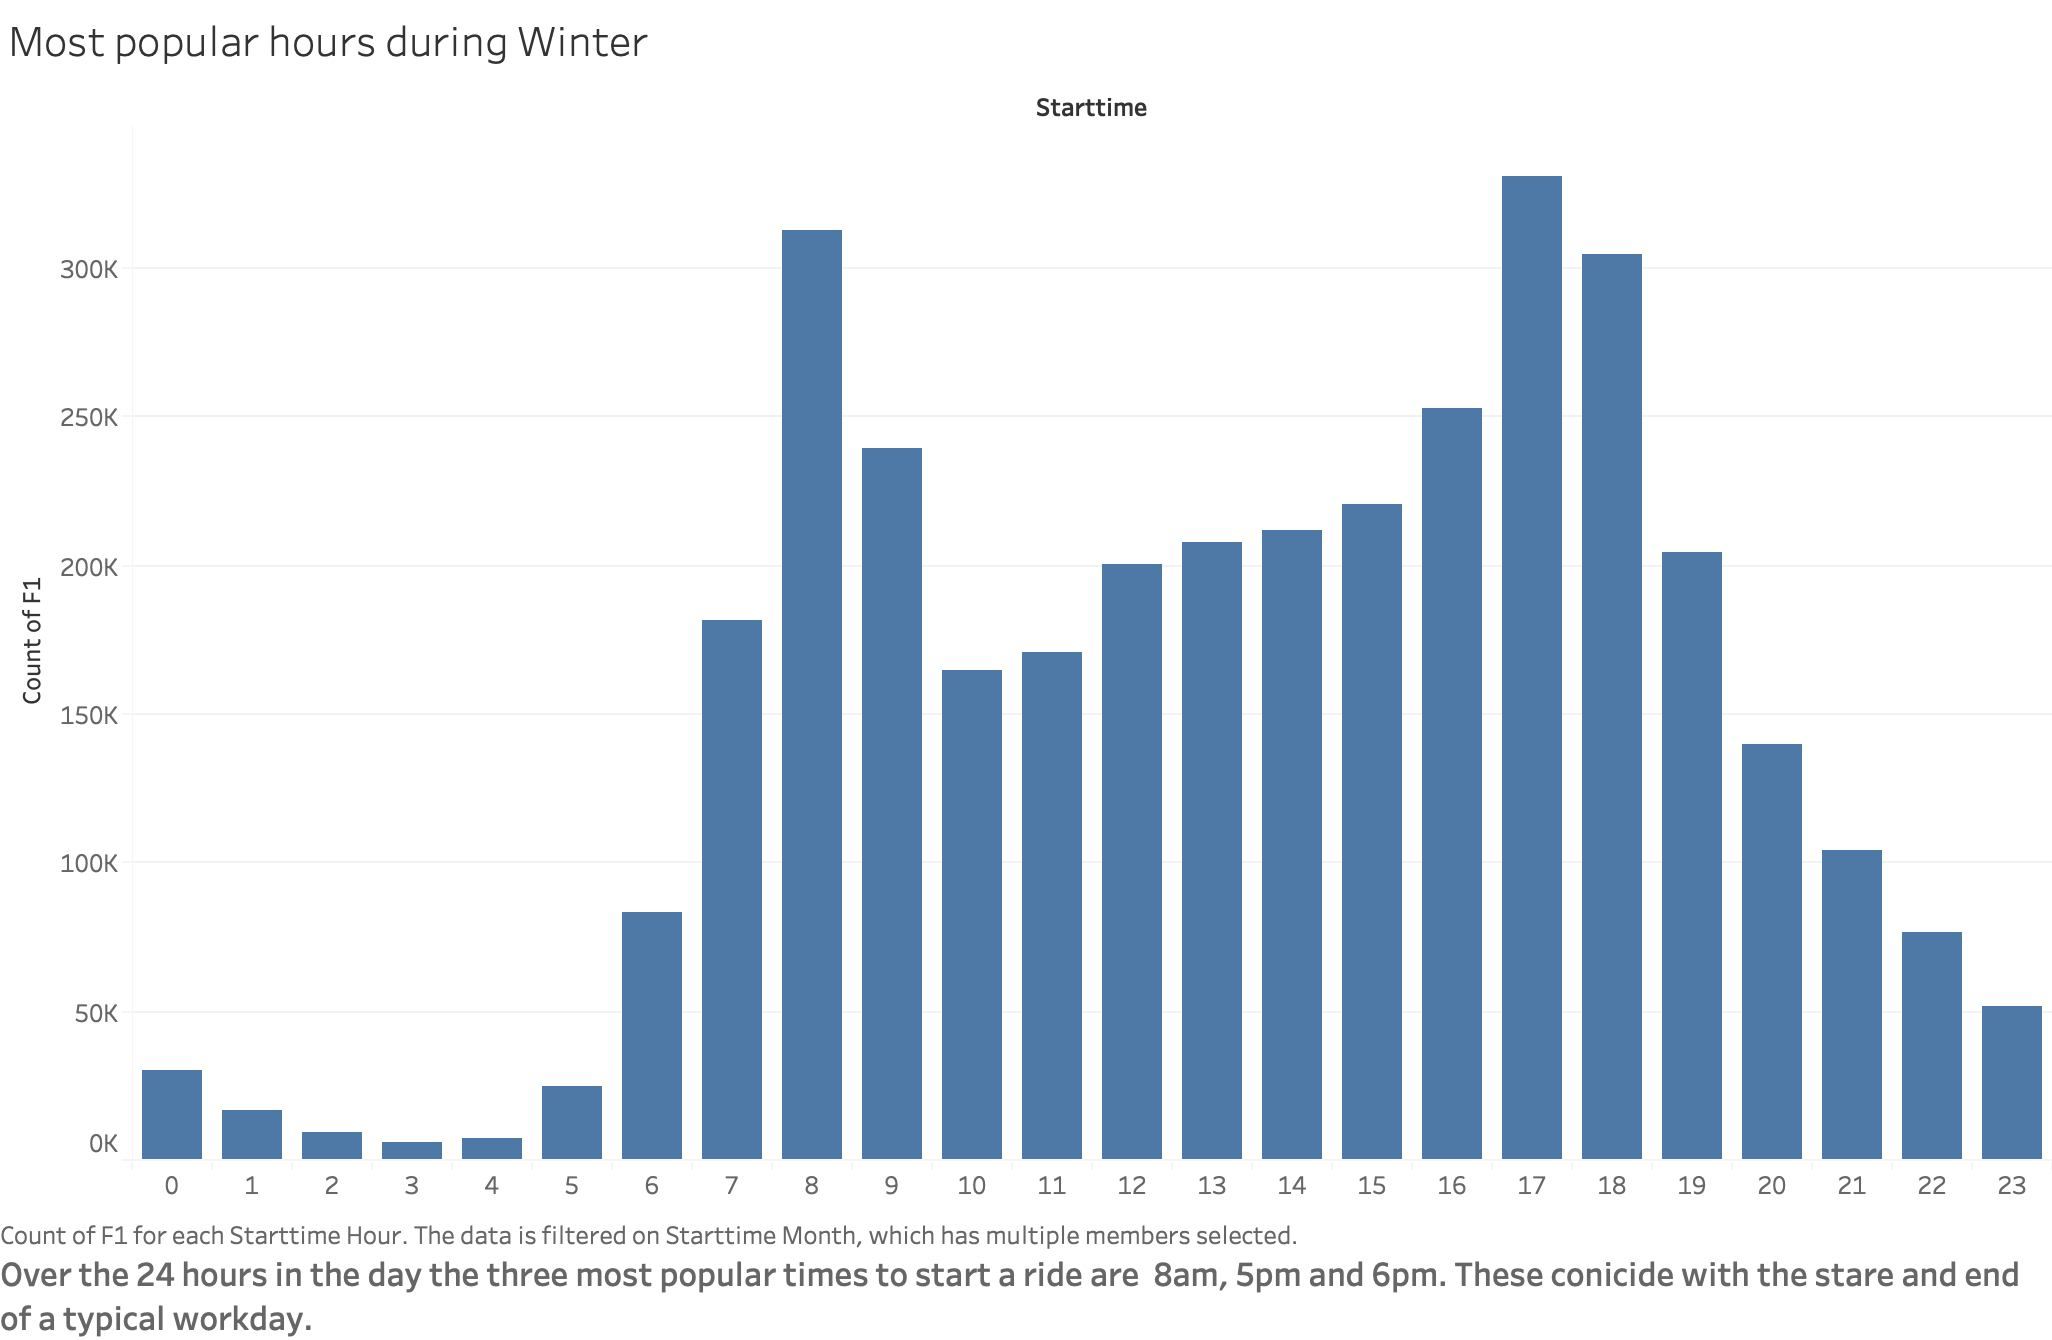 Most popular hours during Winter
Starttime
300K
250K
200K
150K
100K
50K
0K
Count of F1
0 1 2 3 4 5 6 7 8 9 10 11 12 13 14 15 16 17 18 19 20 21 22 23
Count of F1 for each Starttime Hour. The data is filtered on Starttime Month, which has multiple members selected.
Over the 24 hours in the day the three most popular times to start a ride are  8am, 5pm and 6pm. These conicide with the stare and end
of a typical workday.